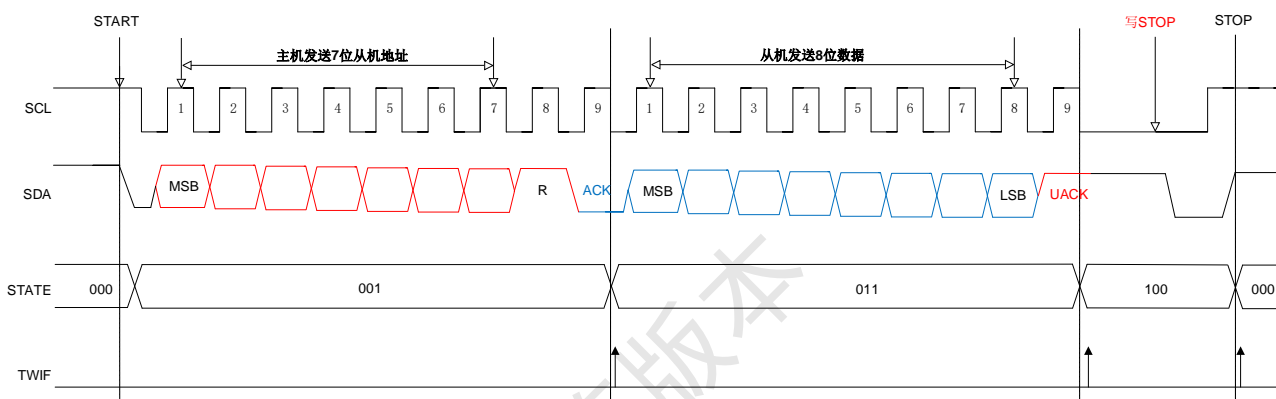 START 写STOP STOP
主机发送7位从机地址 从机发送8位数据
SCL 1 2 3 4 5 6 7 8 9 1 2 3 4 5 6 7 8 9
SDA MSB R ACK MSB LSB UACK
STATE 000 001 011 100 000
TWIF
版本